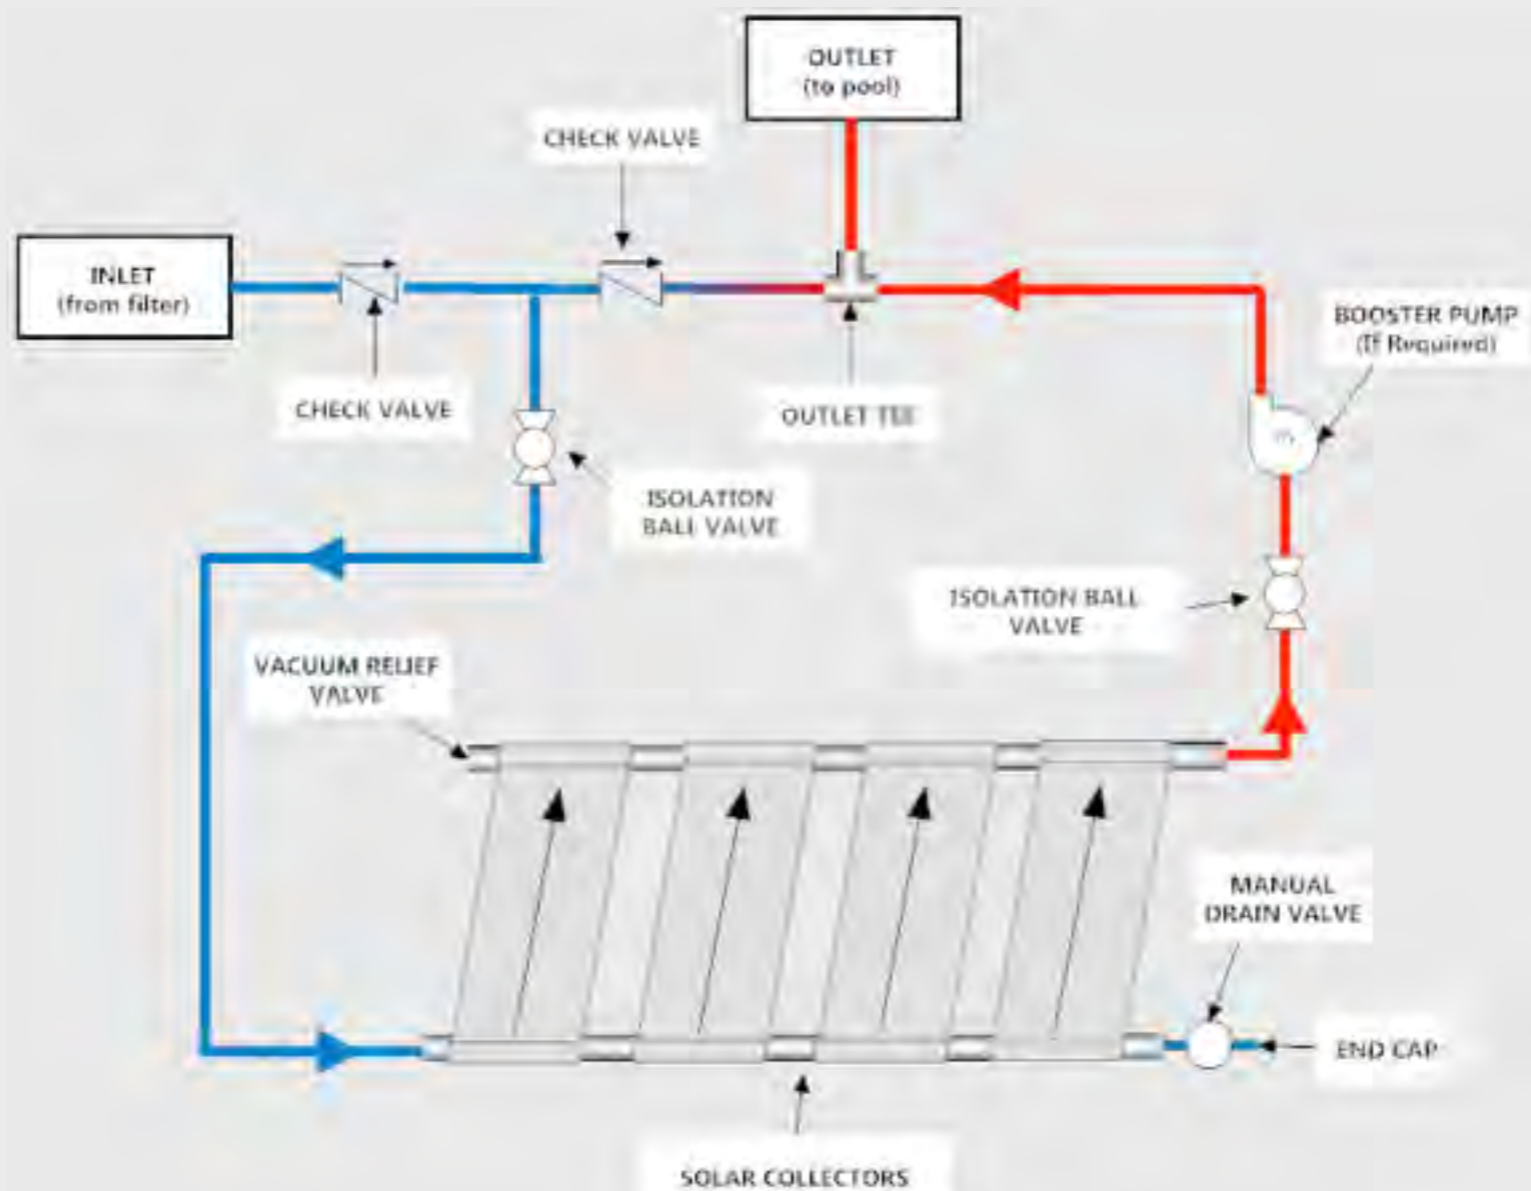 OUTLET
(to pool)
CHECK VALVE
INLET
(from filter)
BOOSTER PUMP
(If Required)
CHECK VALVE
OUTLET TEE
ISOLATION
BALL VALVE
ISOLATION BALL
VALVE
VACUUM RELIEF
VALVE
MANUAL
DRAIN VALVE
END CAP
SOLAR COLLECTORS